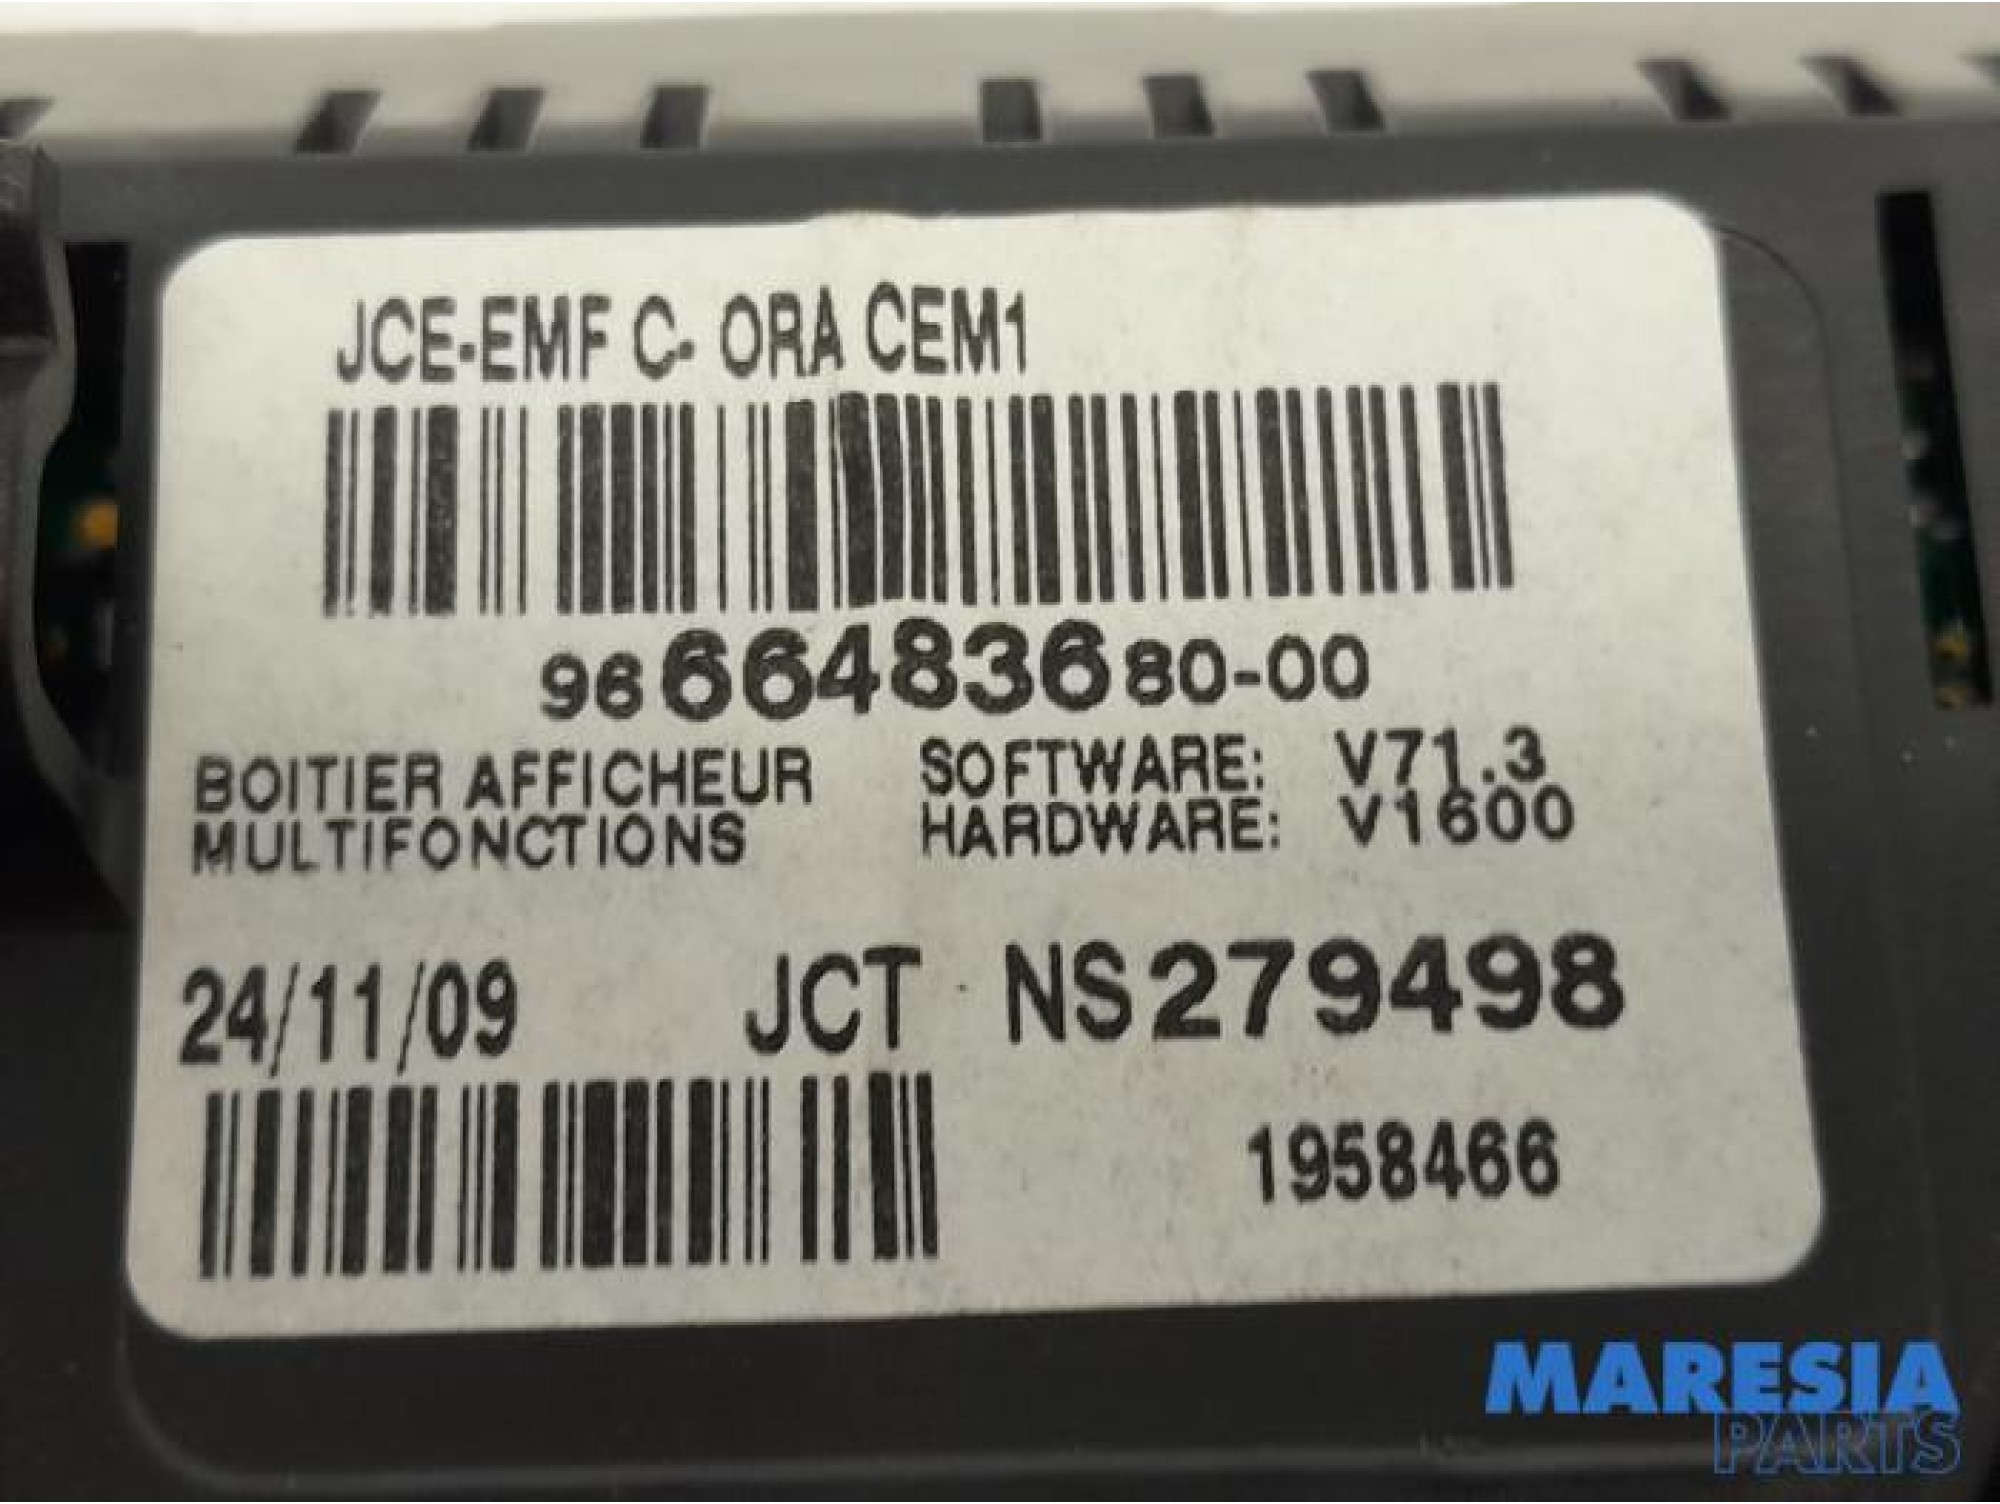 JCE-EMF C- ORA CEM1
9666483680-00
BOITIER AFFICHEUR
MULTIFONCTIONS
SOFTWARE: V71.3
HARDWARE: V1600
24/11/09 JCT NS279498
1958466
MARESIA
PARTS